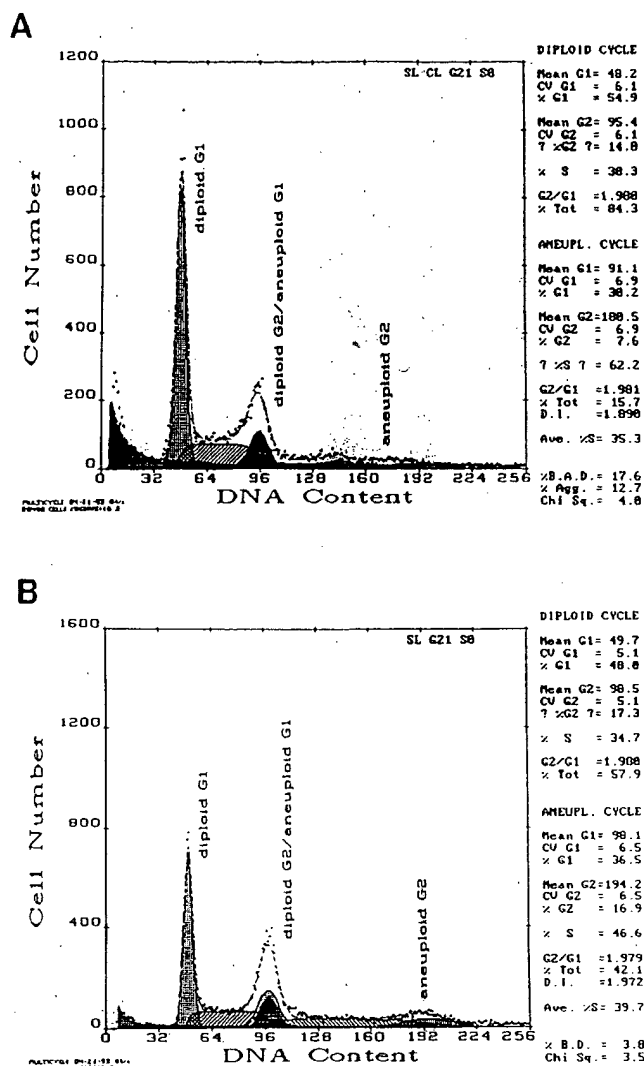 A
DIPLOID CYCLE
SL-CL G21 S0
Mean G1= 48.2
CV G1 = 6.1
% G1 = 54.9
Mean G2= 95.4
CV G2 = 6.1
? %G2 ?= 14.8
% S = 30.3
G2/G1 =1.980
% Tot = 84.3
ANEUPL. CYCLE
Mean G1= 91.1
CV G1 = 6.9
% G1 = 30.2
Mean G2=180.5
CV G2 = 6.9
% G2 = 7.6
? %S ? = 62.2
G2/G1 =1.981
% Tot = 15.7
D.I. =1.890
Ave. %S= 35.3
%B.A.D.= 17.6
% Agg. = 12.7
Chi Sq.= 4.0
1200
1000
800
600
400
200
0
Cell Number
diploid G1
diploid G2/aneuploid G1
aneuploid G2
0 32 64 96 128 160 192 224 256
DNA Content
MULTICYCLE
B
DIPLOID CYCLE
SL G21 S0
Mean G1= 49.7
CV G1 = 5.1
% G1 = 48.0
Mean G2= 98.5
CV G2 = 5.1
? %G2 ?= 17.3
% S = 34.7
G2/G1 =1.980
% Tot = 57.9
ANEUPL. CYCLE
Mean G1= 98.1
CV G1 = 6.5
% G1 = 36.5
Mean G2=194.2
CV G2 = 6.5
% G2 = 16.9
% S = 46.6
G2/G1 =1.979
% Tot = 42.1
D.I. =1.972
Ave. %S= 39.7
% B.D. = 3.8
Chi Sq.= 3.5
1600
1200
800
400
0
Cell Number
diploid G1
diploid G2/aneuploid G1
aneuploid G2
0 32 64 96 128 160 192 224 256
DNA Content
MULTICYCLE